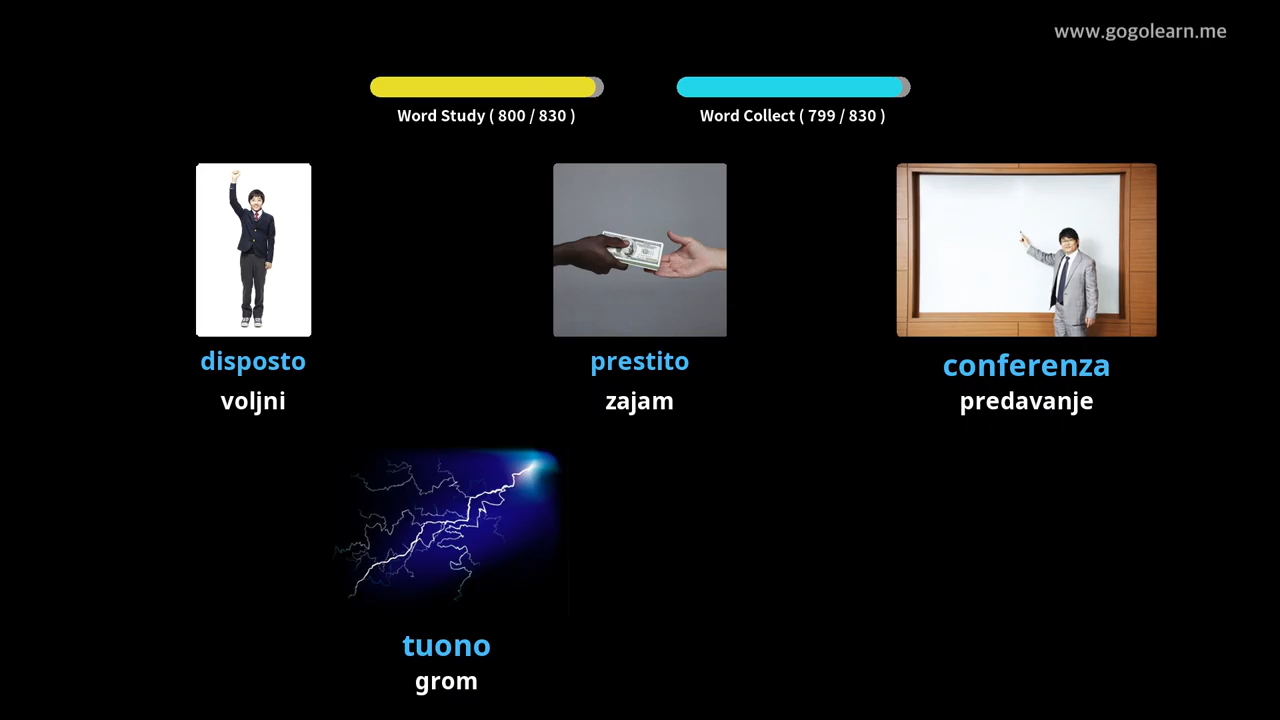 www.gogolearn.me
Word Study ( 800 / 830 )
Word Collect ( 799 / 830 )
disposto
voljni
prestito
zajam
conferenza
predavanje
tuono
grom